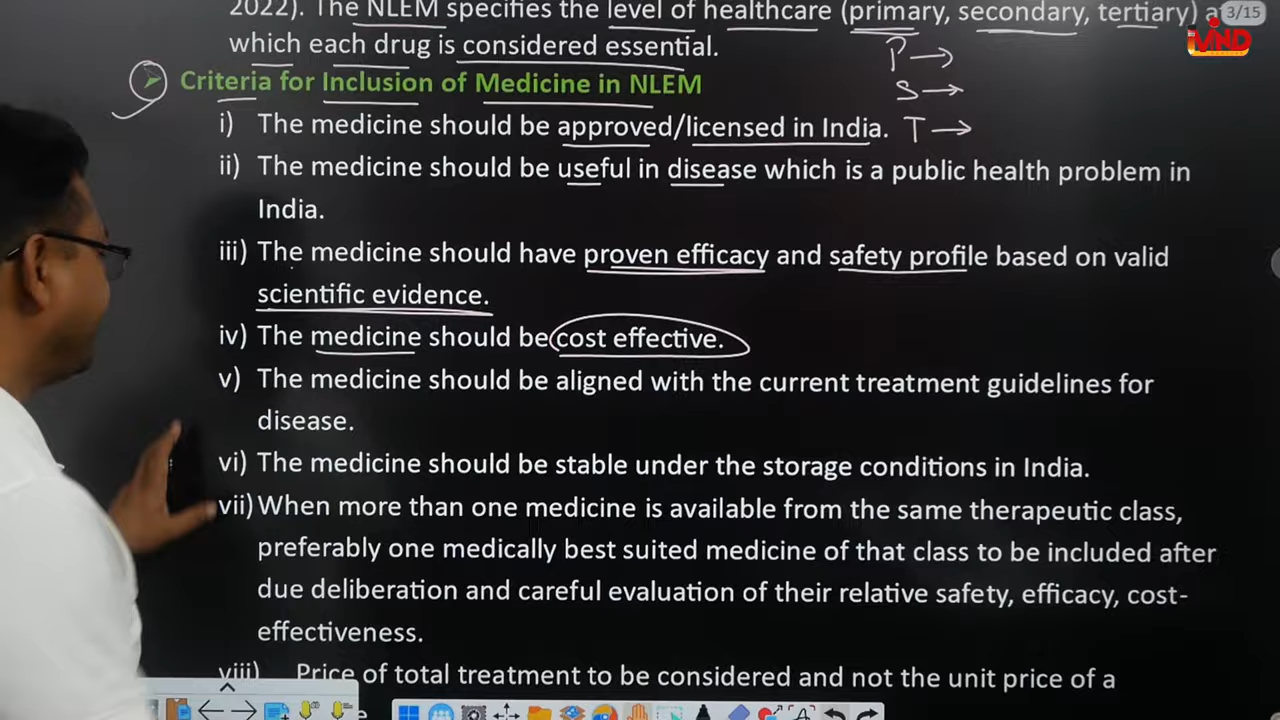 2022). The NLEM specifies the level of healthcare (primary, secondary, tertiary) at
which each drug is considered essential.
3/15
MIND
P →
S →
T →
Criteria for Inclusion of Medicine in NLEM
i) The medicine should be approved/licensed in India.
ii) The medicine should be useful in disease which is a public health problem in
India.
iii) The medicine should have proven efficacy and safety profile based on valid
scientific evidence.
iv) The medicine should be cost effective.
v) The medicine should be aligned with the current treatment guidelines for
disease.
vi) The medicine should be stable under the storage conditions in India.
vii) When more than one medicine is available from the same therapeutic class,
preferably one medically best suited medicine of that class to be included after
due deliberation and careful evaluation of their relative safety, efficacy, cost-
effectiveness.
viii) Price of total treatment to be considered and not the unit price of a